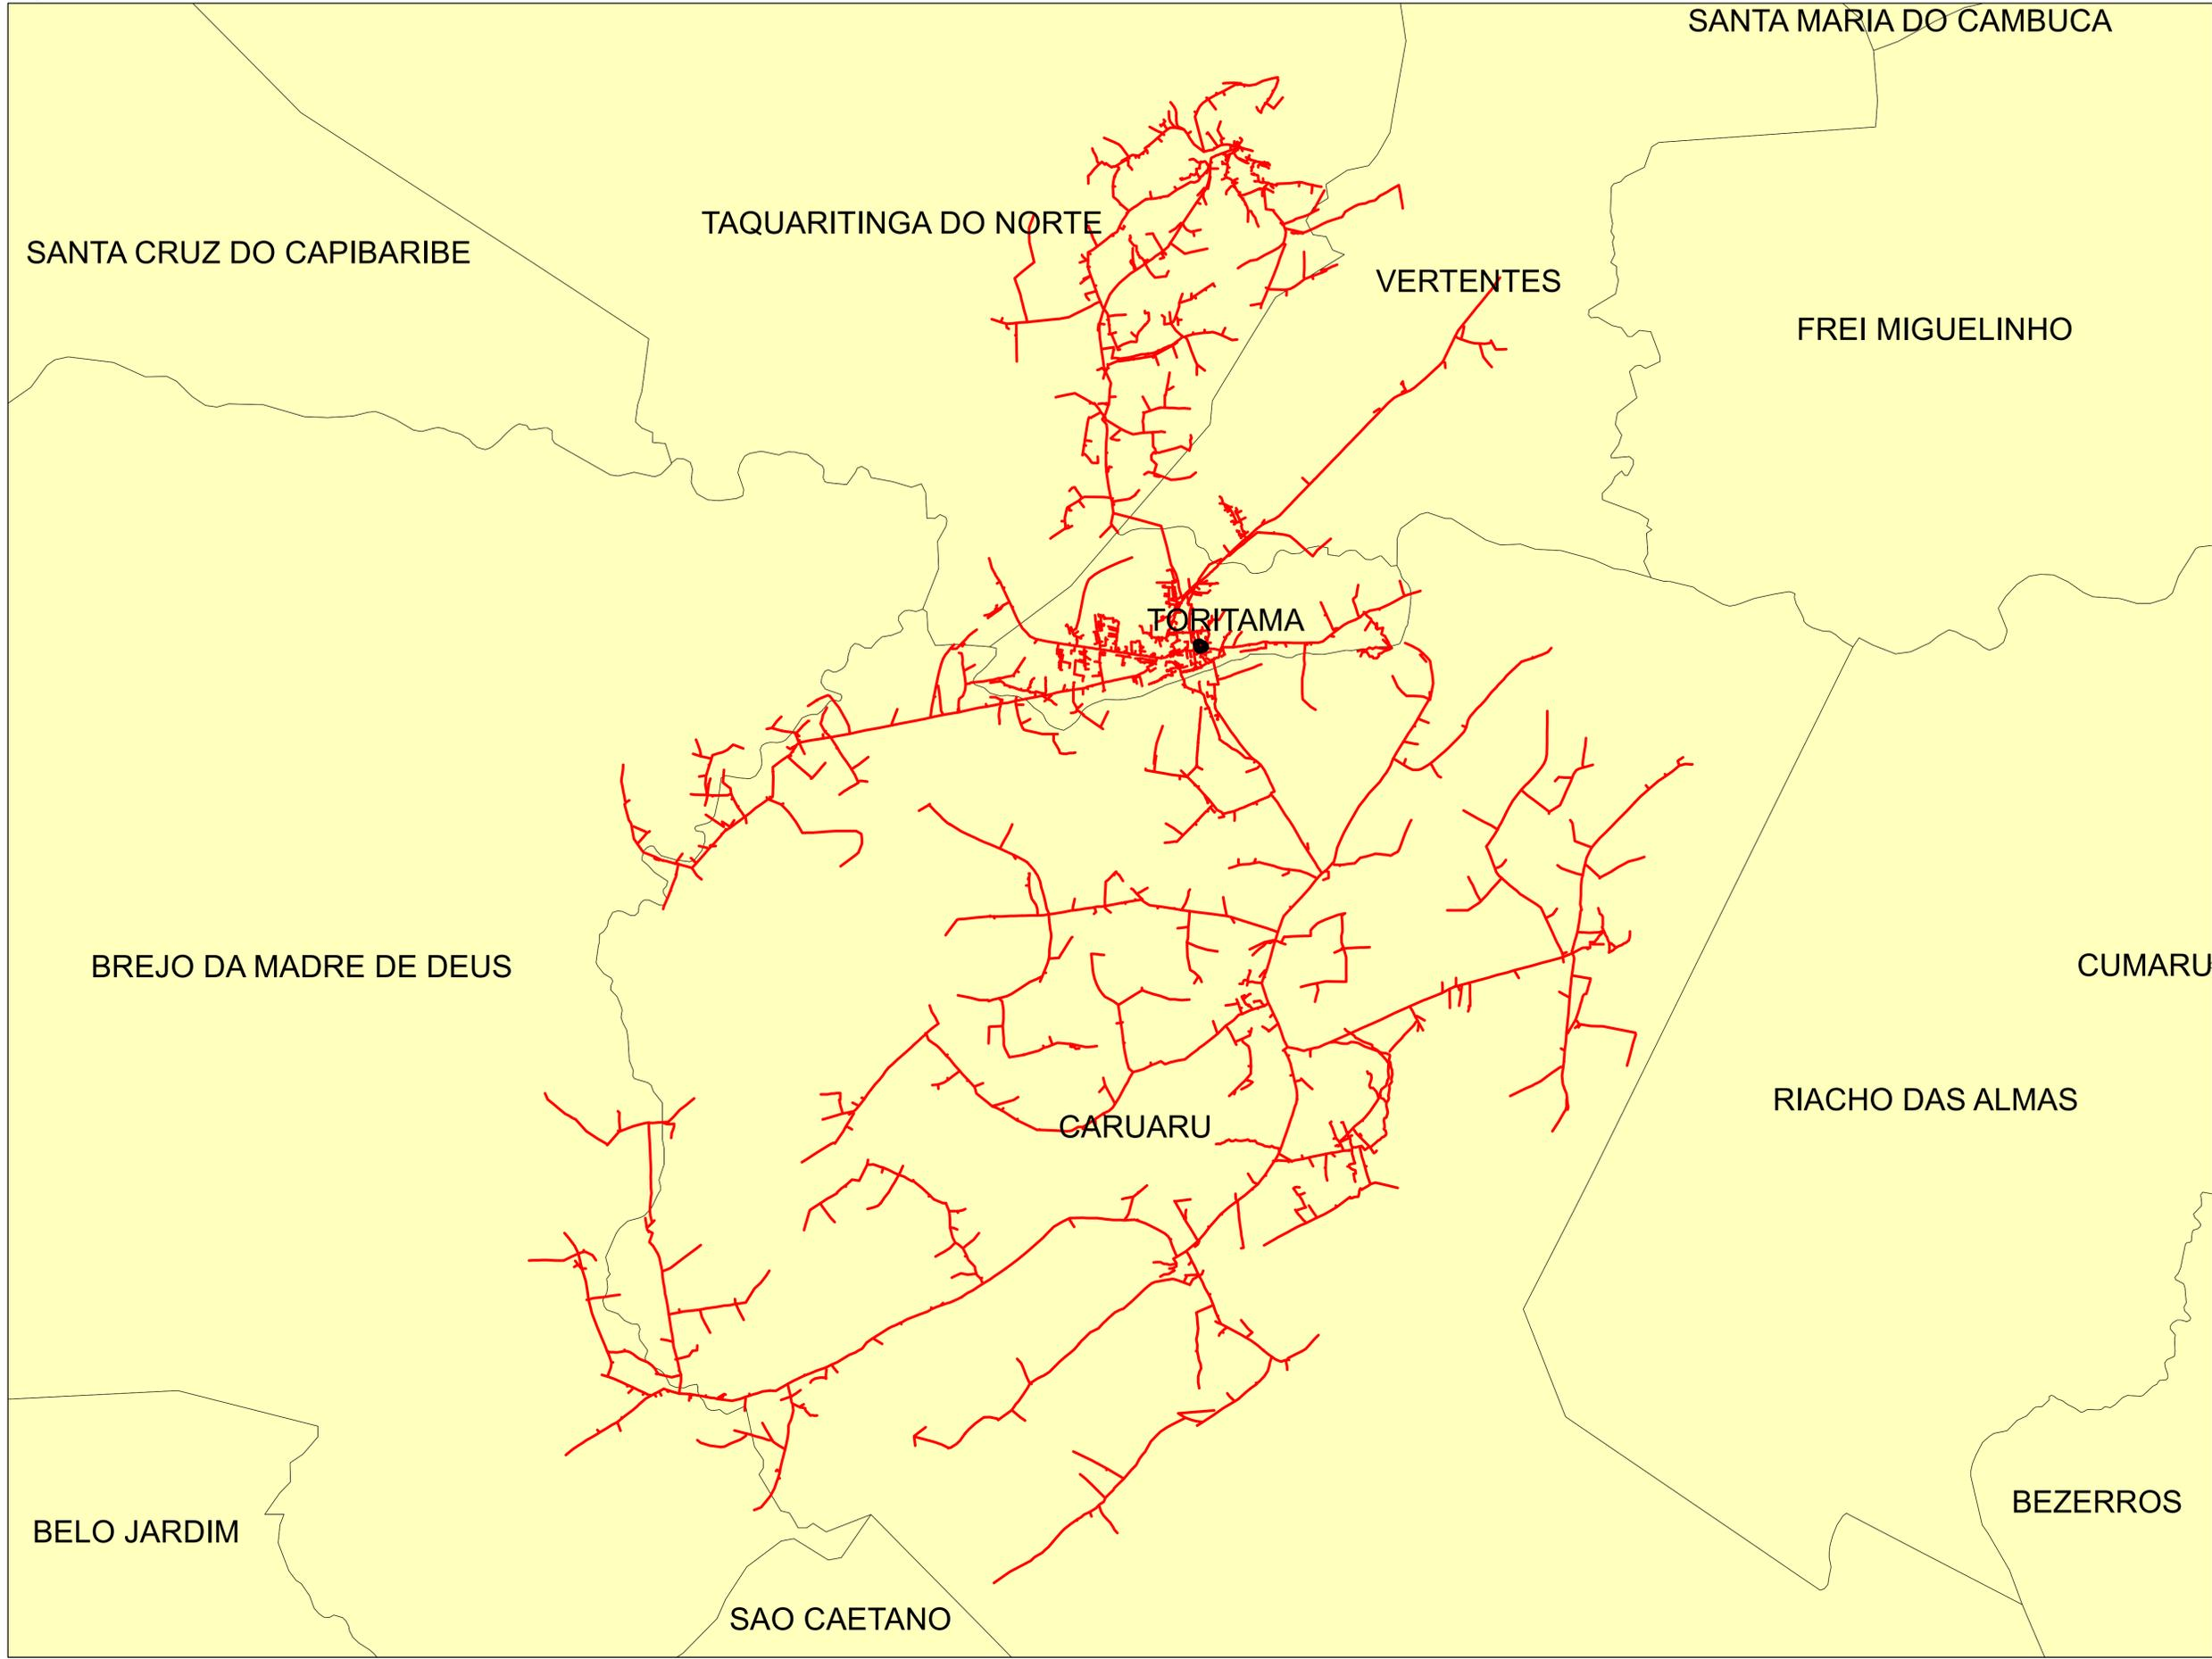 SANTA MARIA DO CAMBUCA
TAQUARITINGA DO NORTE
SANTA CRUZ DO CAPIBARIBE
VERTENTES
FREI MIGUELINHO
TORITAMA
BREJO DA MADRE DE DEUS
CUMARU
RIACHO DAS ALMAS
CARUARU
BEZERROS
BELO JARDIM
SAO CAETANO